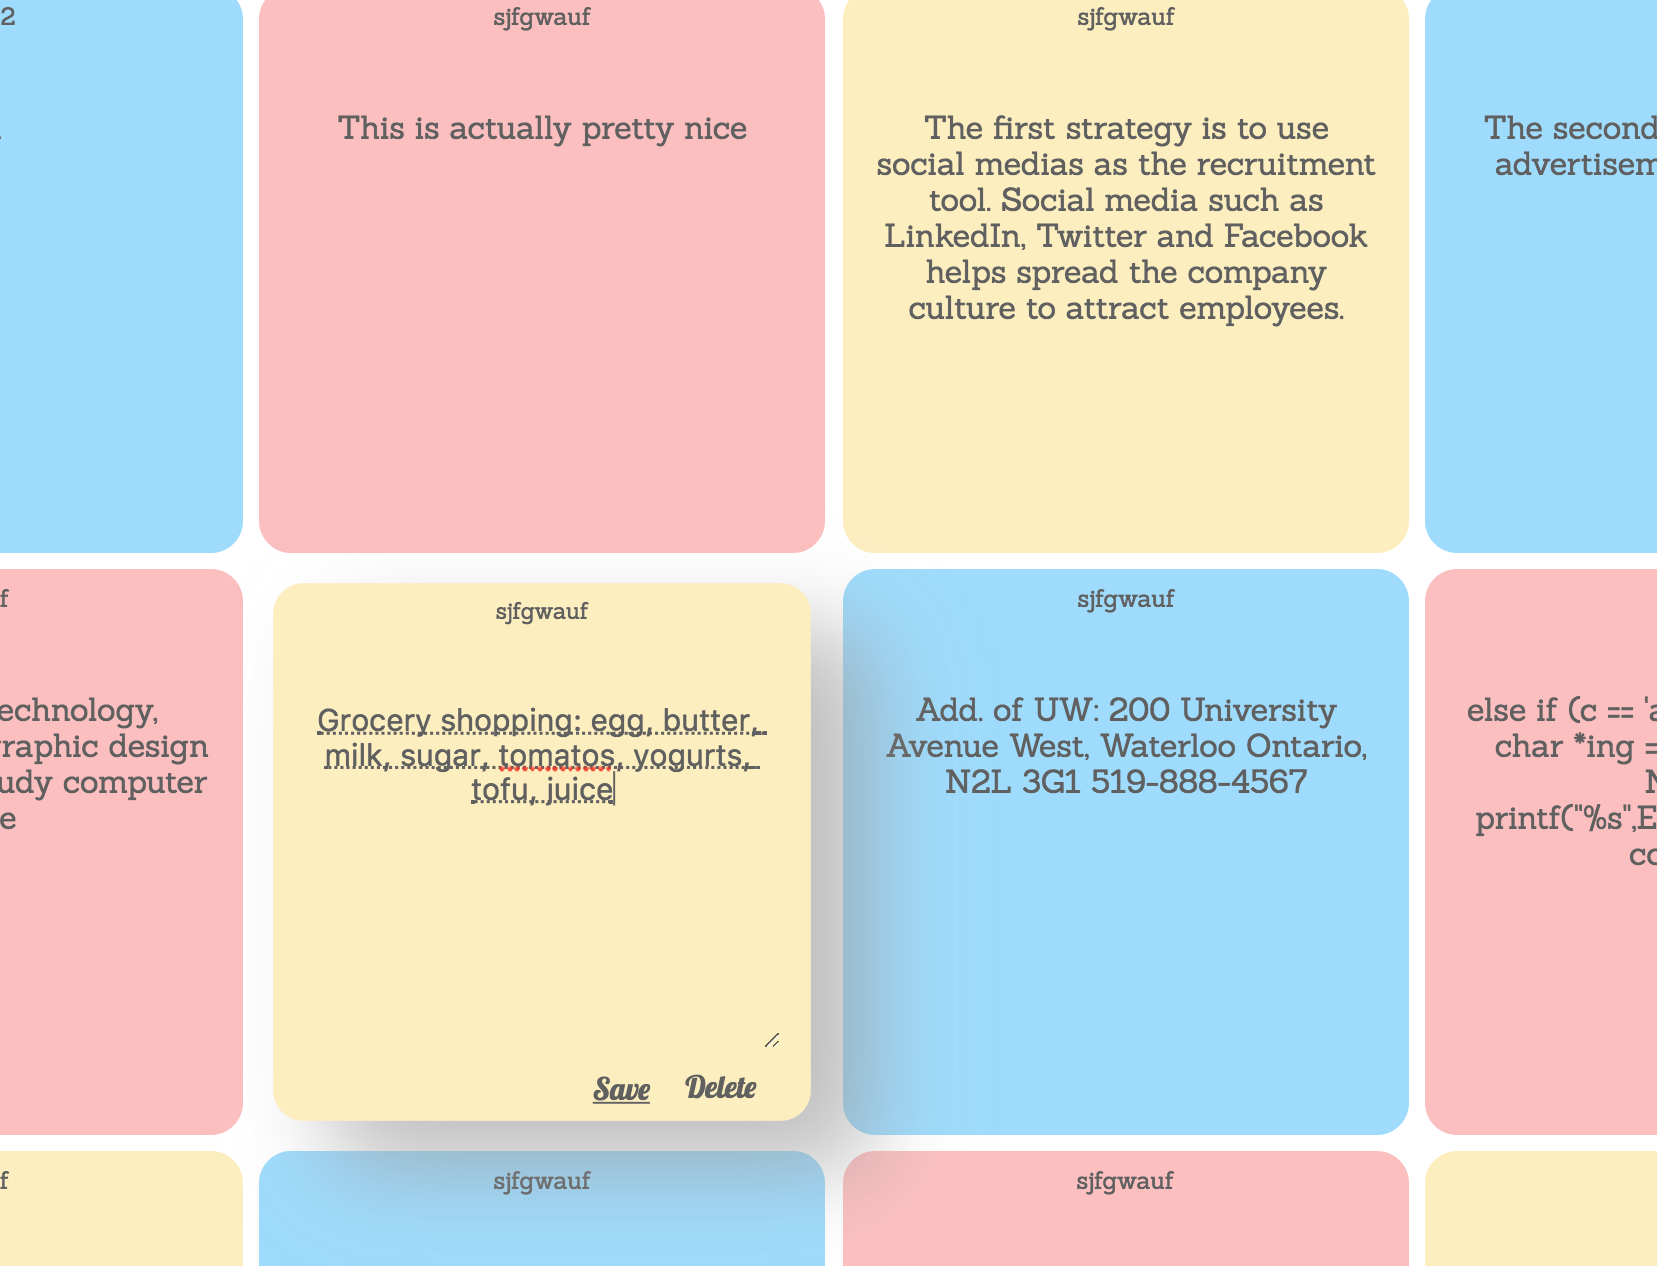 2
sjfgwauf
sjfgwauf
This is actually pretty nice
The first strategy is to use
social medias as the recruitment
tool. Social media such as
LinkedIn, Twitter and Facebook
helps spread the company
culture to attract employees.
The second
f
echnology,
raphic design
udy computer
e
sjfgwauf
Grocery shopping: egg, butter,
milk, sugar, tomatos, yogurts,
tofu, juice
Save Delete
sjfgwauf
Add. of UW: 200 University
Avenue West, Waterloo Ontario,
N2L 3G1 519-888-4567
else if (c == 'a
char *ing =
N
printf("%s",E
co
f
sjfgwauf
sjfgwauf